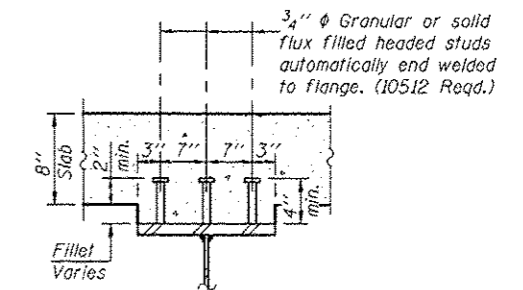 3/4" ϕ Granular or solid
flux filled headed studs
automatically end welded
to flange. (10512 Reqd.)
8"
Slab
2"
min.
3" 7" 7" 3"
4"
min.
Fillet
Varies